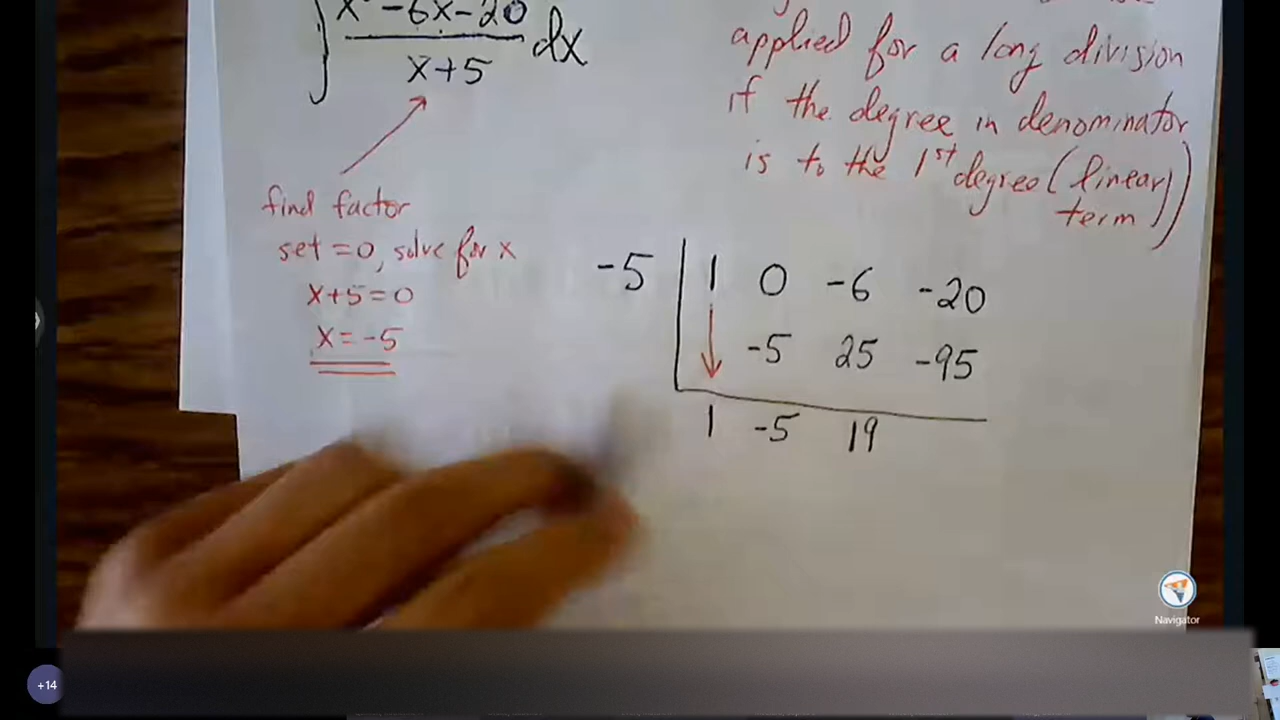 ∫ x -6x-20 / x+5 dx
applied for a long division
if the degree in denominator
is to the 1st degree (linear)
term)
find factor
set =0, solve for x
x+5=0
x=-5
-5 | 1 0 -6 -20
-5 25 -95
1 -5 19
Navigator
+14